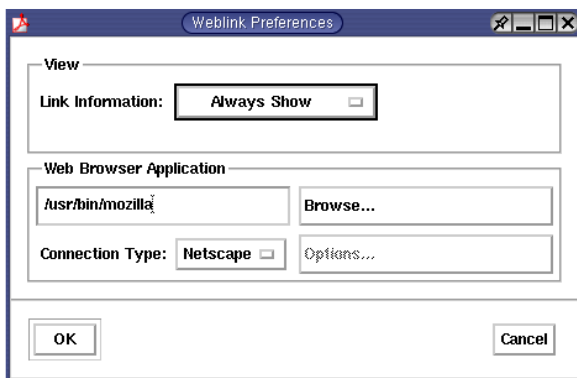 Weblink Preferences
View
Link Information: Always Show
Web Browser Application
/usr/bin/mozilla Browse...
Connection Type: Netscape Options...
OK Cancel